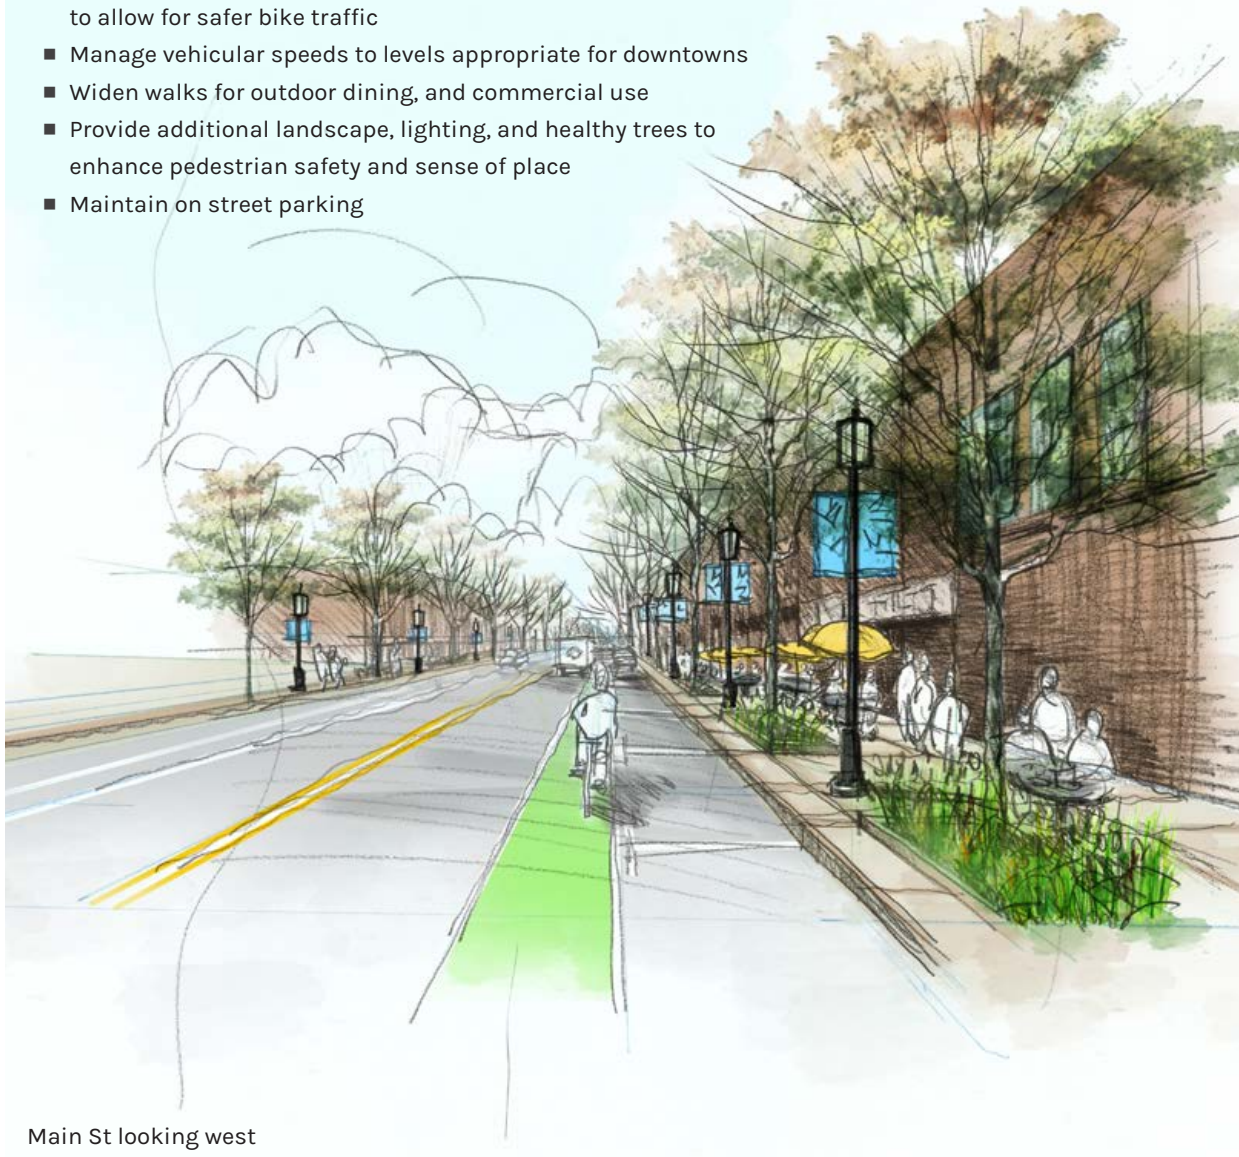 to allow for safer bike traffic
■ Manage vehicular speeds to levels appropriate for downtowns
■ Widen walks for outdoor dining, and commercial use
■ Provide additional landscape, lighting, and healthy trees to
enhance pedestrian safety and sense of place
■ Maintain on street parking
Main St looking west